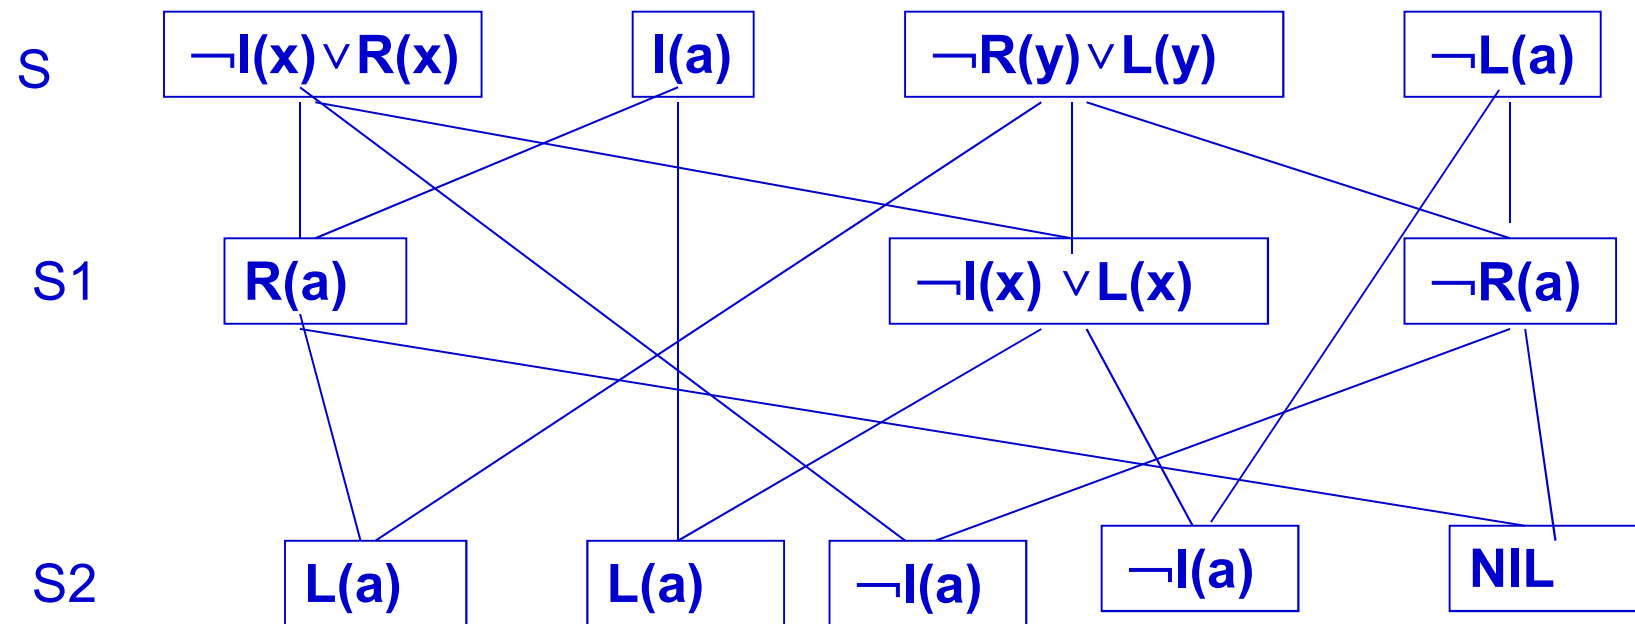 S ¬I(x)∨R(x) I(a) ¬R(y)∨L(y) ¬L(a)
S1 R(a) ¬I(x) ∨L(x) ¬R(a)
S2 L(a) L(a) ¬I(a) ¬I(a) NIL